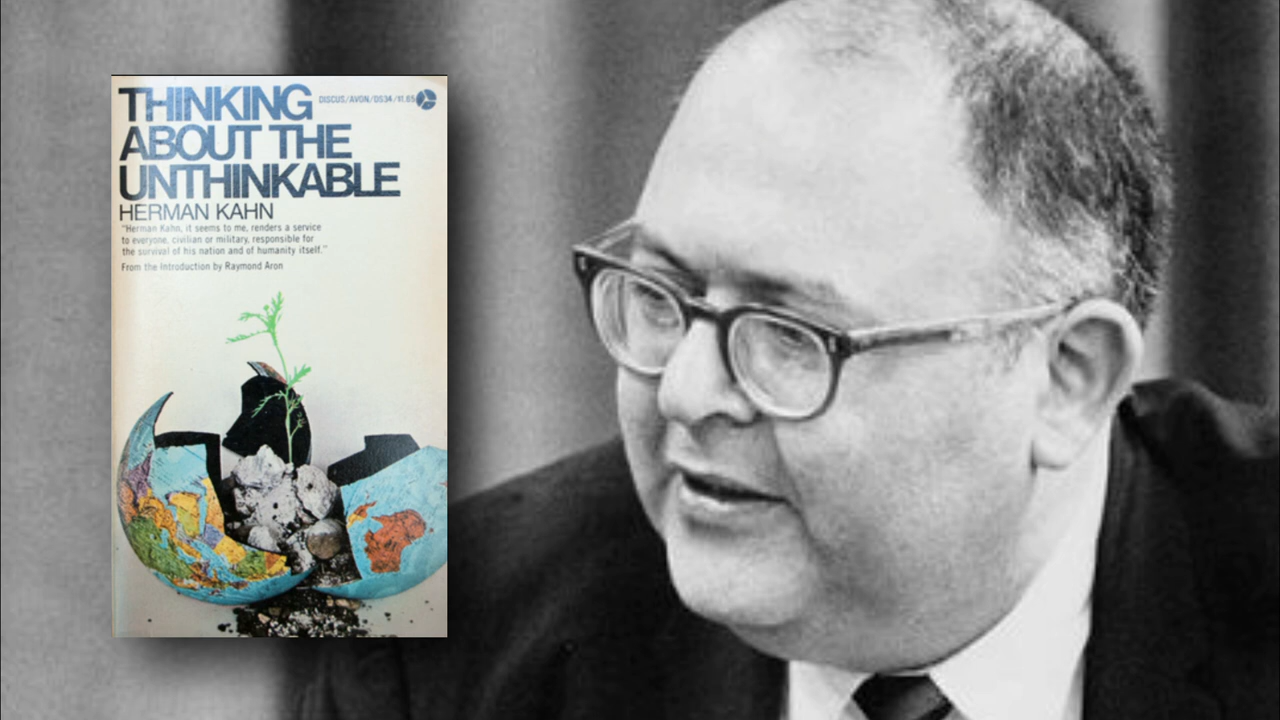 THINKING
DISCUS/AVON/DS34/$1.65
ABOUT THE
UNTHINKABLE
HERMAN KAHN
"Herman Kahn, it seems to me, renders a service
to everyone, civilian or military, responsible for
the survival of his nation and of humanity itself."
From the Introduction by Raymond Aron